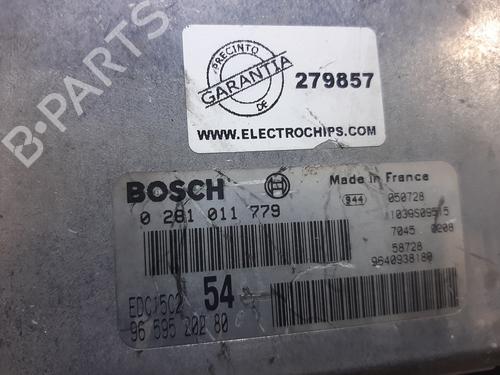 B-PARTS
PRECINTO
GARANTIA
DE
279857
WWW.ELECTROCHIPS.COM
BOSCH
Made in France
0 281 011 779
944
050728
1039S09515
7045 0208
58728
9640938180
EDC15C2
54
96 595 202 80